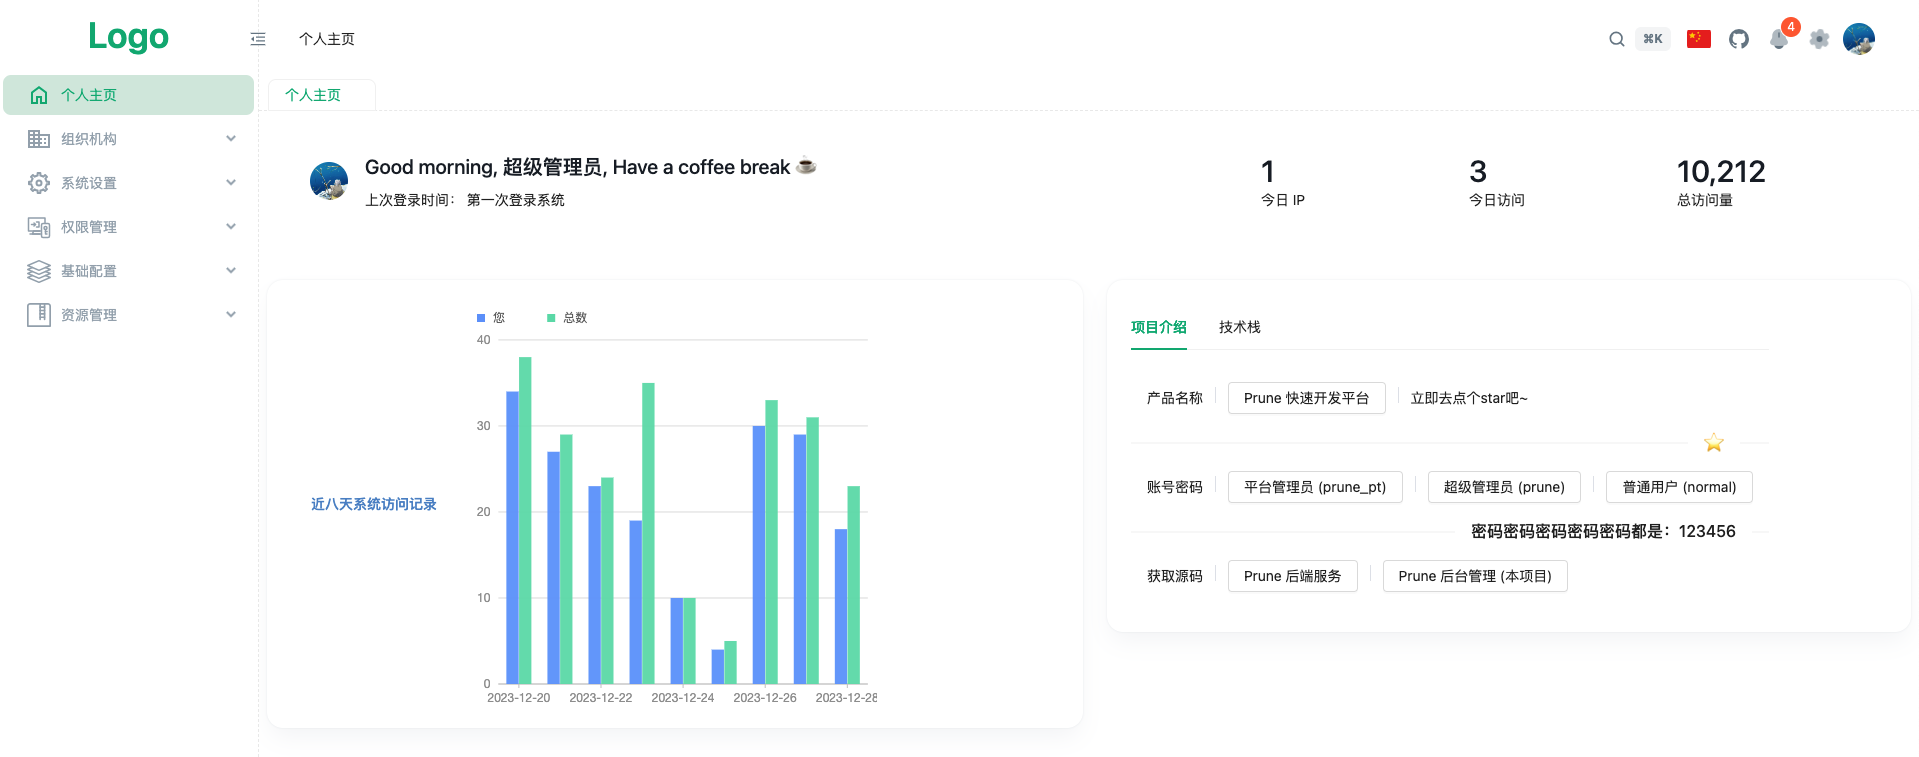 Logo
个人主页
⌘K
4
个人主页
组织机构
系统设置
权限管理
基础配置
资源管理
个人主页
Good morning, 超级管理员, Have a coffee break ☕
上次登录时间： 第一次登录系统
1
今日 IP
3
今日访问
10,212
总访问量
近八天系统访问记录
您 总数
40
30
20
10
0
2023-12-20 2023-12-22 2023-12-24 2023-12-26 2023-12-28
项目介绍 技术栈
产品名称 Prune 快速开发平台 立即去点个star吧~
账号密码 平台管理员 (prune_pt) 超级管理员 (prune) 普通用户 (normal)
密码密码密码密码密码都是：123456
获取源码 Prune 后端服务 Prune 后台管理 (本项目)